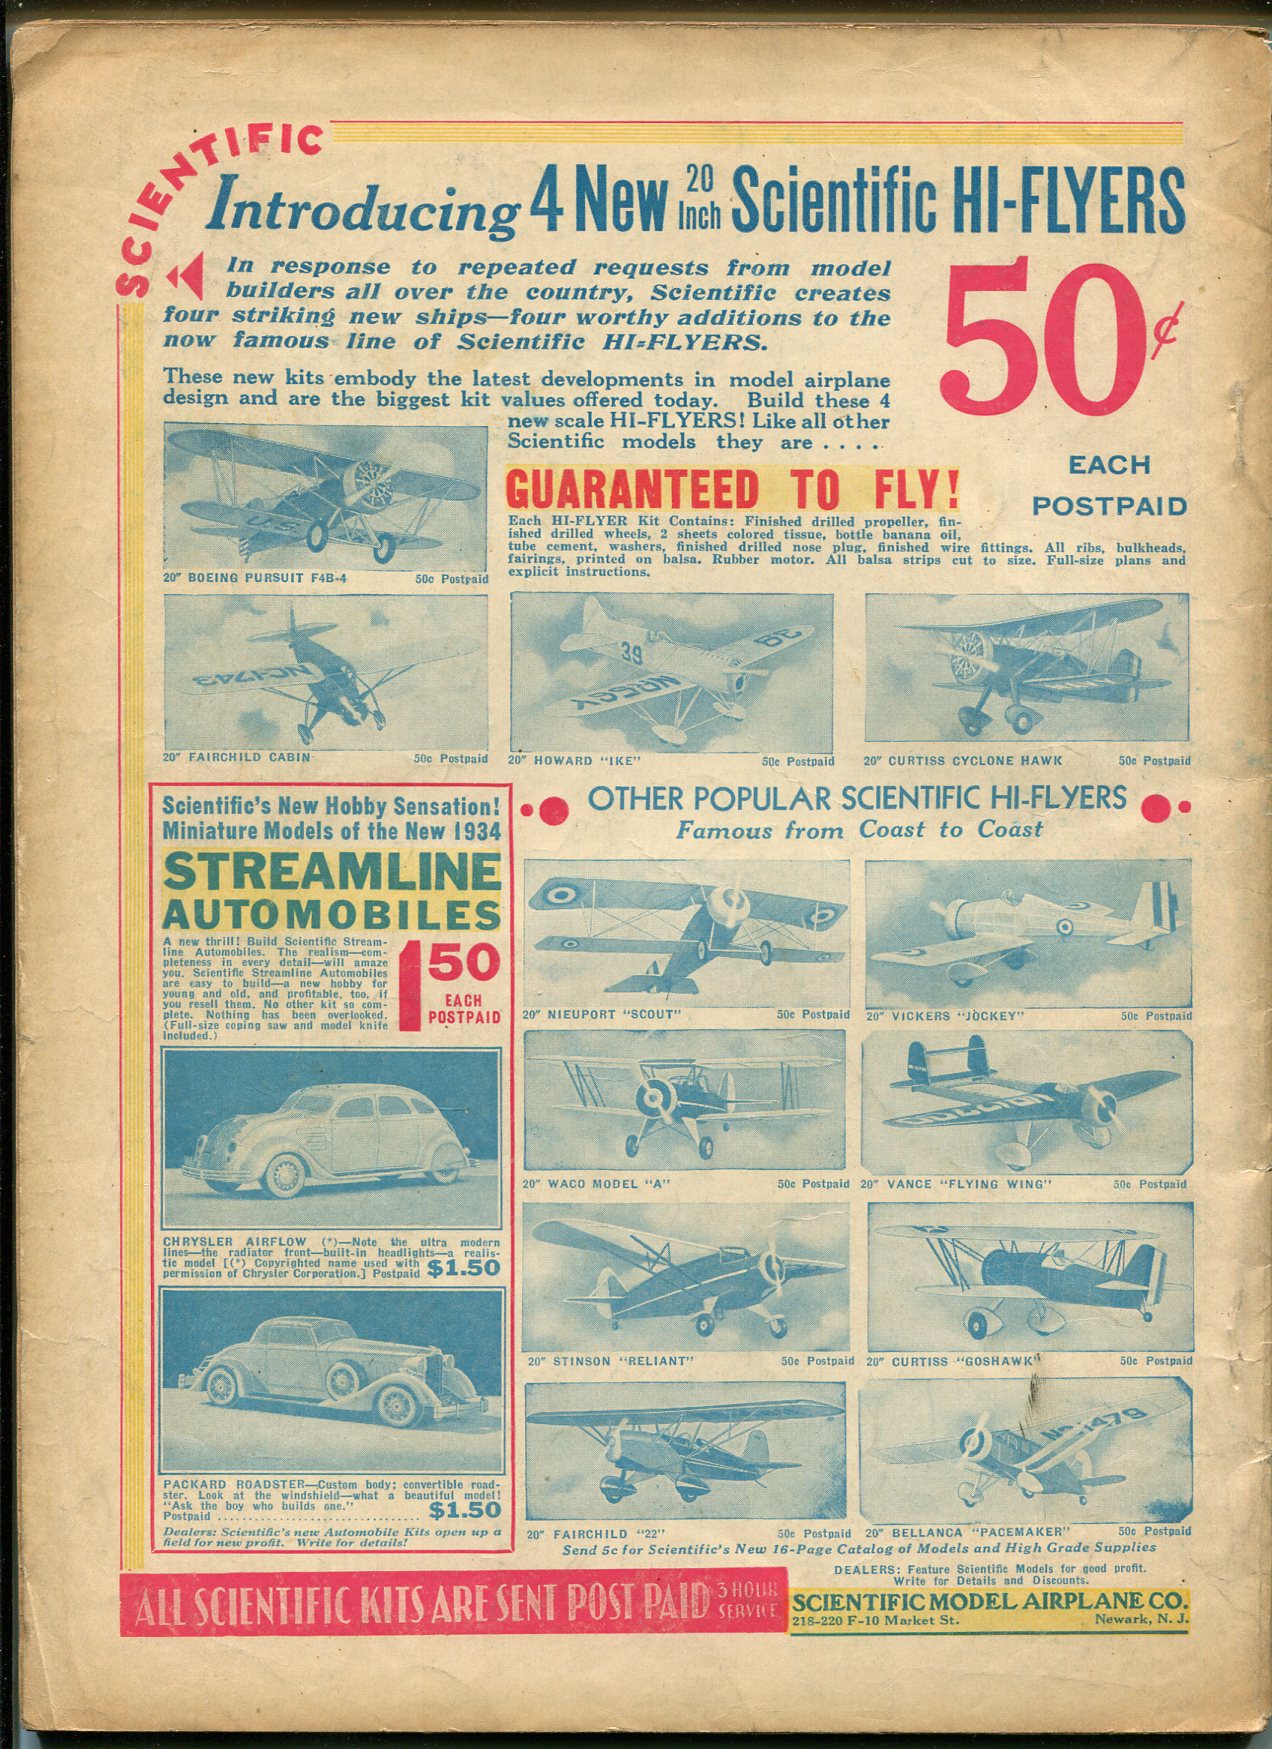 SCIENTIFIC
Introducing 4 New 20 Inch Scientific HI-FLYERS
In response to repeated requests from model
builders all over the country, Scientific creates
four striking new ships—four worthy additions to the
now famous line of Scientific HI-FLYERS.
These new kits embody the latest developments in model airplane
design and are the biggest kit values offered today. Build these 4
new scale HI-FLYERS! Like all other
Scientific models they are . . . .
50¢
EACH
POSTPAID
GUARANTEED TO FLY!
Each HI-FLYER Kit Contains: Finished drilled propeller, fin-
ished drilled wheels, 2 sheets colored tissue, bottle banana oil,
tube cement, washers, finished drilled nose plug, finished wire fittings. All ribs, bulkheads,
fairings, printed on balsa. Rubber motor. All balsa strips cut to size. Full-size plans and
explicit instructions.
U.S.
20" BOEING PURSUIT F4B-4 50c Postpaid
NC1743
20" FAIRCHILD CABIN 50c Postpaid
39
39
NR55Y
20" HOWARD "IKE" 50c Postpaid
20" CURTISS CYCLONE HAWK 50c Postpaid
Scientific's New Hobby Sensation!
Miniature Models of the New 1934
STREAMLINE
AUTOMOBILES
A new thrill! Build Scientific Stream-
line Automobiles. The realism—com-
pleteness in every detail—will amaze
you. Scientific Streamline Automobiles
are easy to build—a new hobby for
young and old, and profitable, too, if
you resell them. No other kit so com-
plete. Nothing has been overlooked.
(Full-size coping saw and model knife
included.)
1 50
EACH
POSTPAID
CHRYSLER AIRFLOW (*)—Note the ultra modern
lines—the radiator front—built-in headlights—a realis-
tic model [(*) Copyrighted name used with
permission of Chrysler Corporation.] Postpaid $1.50
PACKARD ROADSTER—Custom body; convertible road-
ster. Look at the windshield—what a beautiful model!
"Ask the boy who builds one."
Postpaid .............................. $1.50
Dealers: Scientific's new Automobile Kits open up a
field for new profit. Write for details!
OTHER POPULAR SCIENTIFIC HI-FLYERS
Famous from Coast to Coast
20" NIEUPORT "SCOUT" 50c Postpaid
20" VICKERS "JOCKEY" 50c Postpaid
20" WACO MODEL "A" 50c Postpaid
20" VANCE "FLYING WING" 50c Postpaid
20" STINSON "RELIANT" 50c Postpaid
20" CURTISS "GOSHAWK" 50c Postpaid
20" FAIRCHILD "22" 50c Postpaid
1479
20" BELLANCA "PACEMAKER" 50c Postpaid
Send 5c for Scientific's New 16-Page Catalog of Models and High Grade Supplies
DEALERS: Feature Scientific Models for good profit.
Write for Details and Discounts.
ALL SCIENTIFIC KITS ARE SENT POST PAID 3 HOUR SERVICE
SCIENTIFIC MODEL AIRPLANE CO.
218-220 F-10 Market St. Newark, N. J.